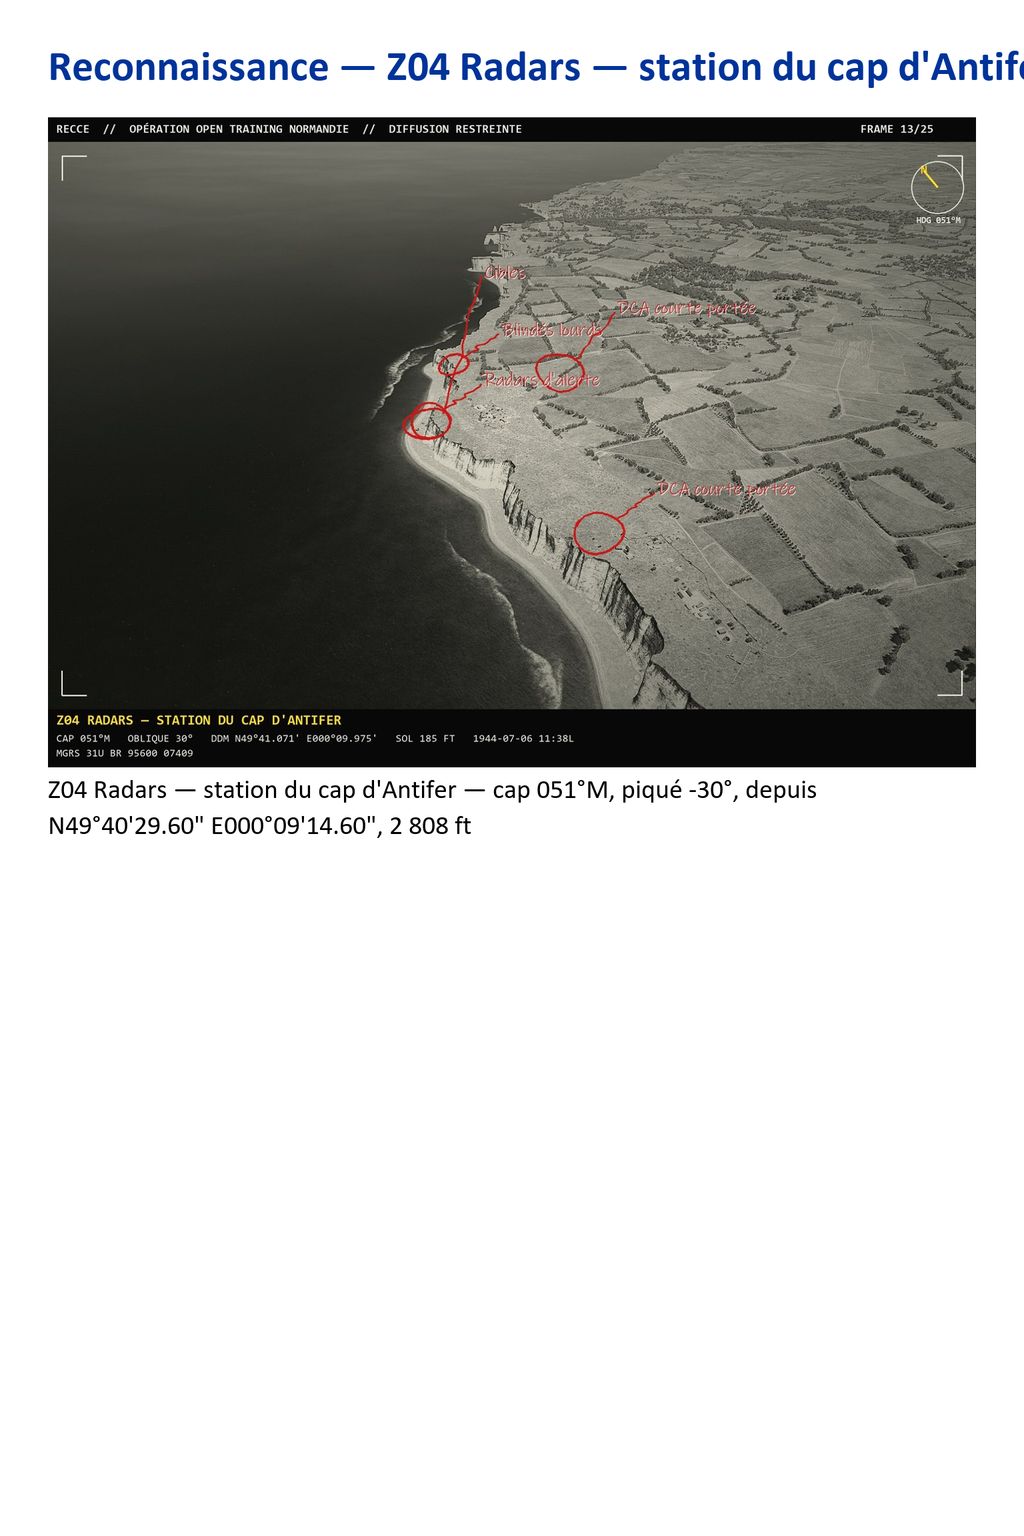 Reconnaissance — Z04 Radars — station du cap d'Antife
RECCE // OPÉRATION OPEN TRAINING NORMANDIE // DIFFUSION RESTREINTE FRAME 13/25
N
HDG 051°M
Cibles
DCA courte portée
Blindés lourds
Radars d'alerte
DCA courte portée
Z04 RADARS — STATION DU CAP D'ANTIFER
CAP 051°M OBLIQUE 30° DDM N49°41.071' E000°09.975' SOL 185 FT 1944-07-06 11:38L
MGRS 31U BR 95600 07409
Z04 Radars — station du cap d'Antifer — cap 051°M, piqué -30°, depuis
N49°40'29.60" E000°09'14.60", 2 808 ft